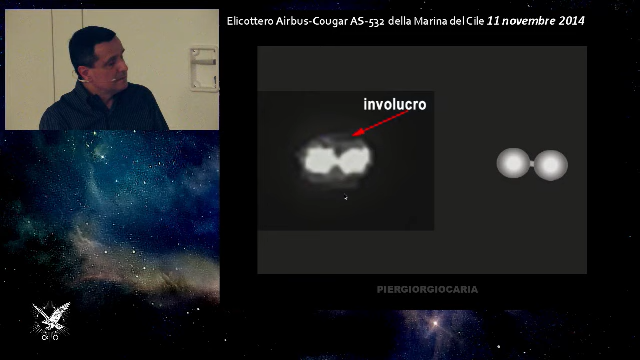 Elicottero Airbus-Cougar AS-532 della Marina del Cile 11 novembre 2014
involucro
PIERGIORGIOCARIA